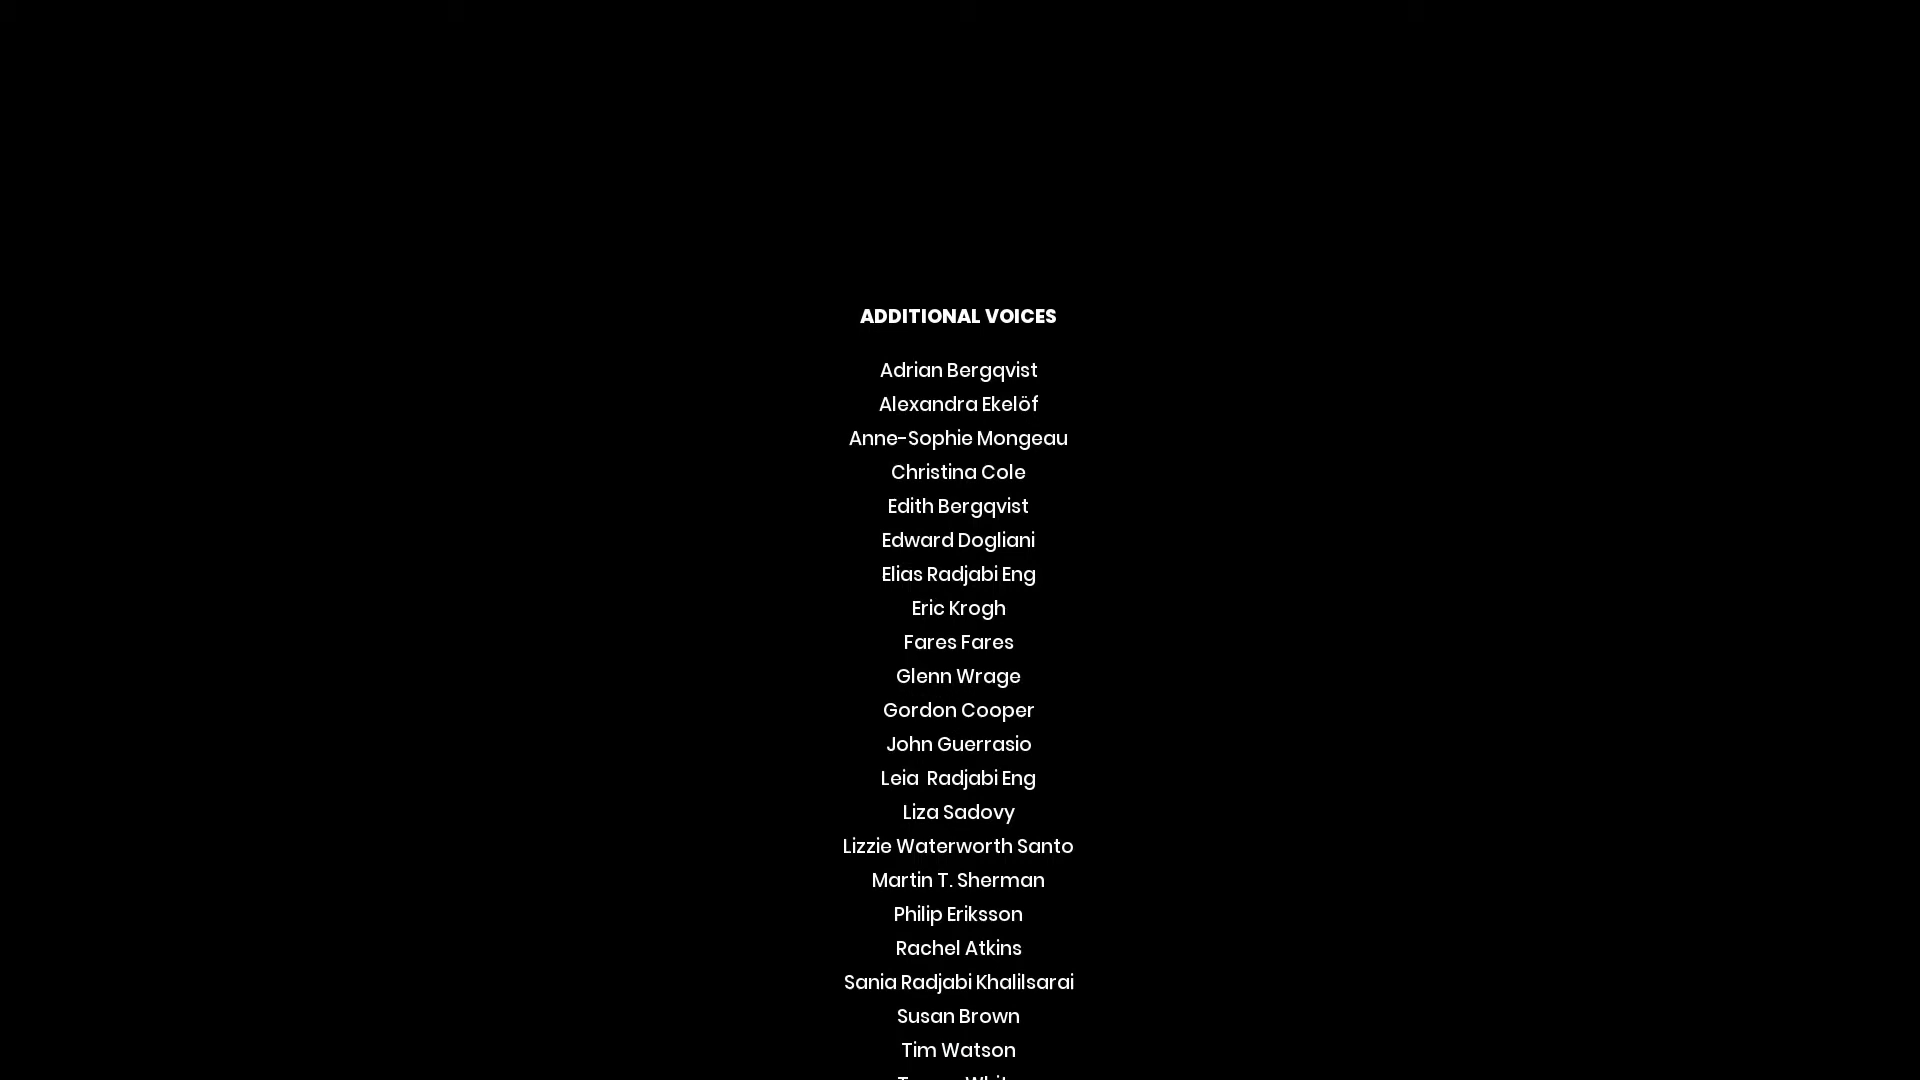 ADDITIONAL VOICES
Adrian Bergqvist
Alexandra Ekelöf
Anne-Sophie Mongeau
Christina Cole
Edith Bergqvist
Edward Dogliani
Elias Radjabi Eng
Eric Krogh
Fares Fares
Glenn Wrage
Gordon Cooper
John Guerrasio
Leia  Radjabi Eng
Liza Sadovy
Lizzie Waterworth Santo
Martin T. Sherman
Philip Eriksson
Rachel Atkins
Sania Radjabi Khalilsarai
Susan Brown
Tim Watson